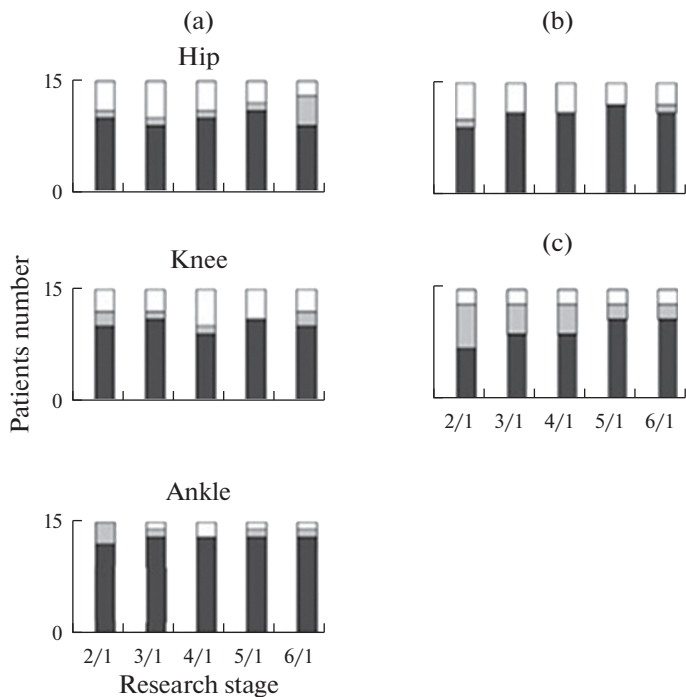 (a)
Hip
15
0
Knee
15
0
Ankle
15
0
2/1 3/1 4/1 5/1 6/1
Research stage
Patients number
(b)
(c)
2/1 3/1 4/1 5/1 6/1